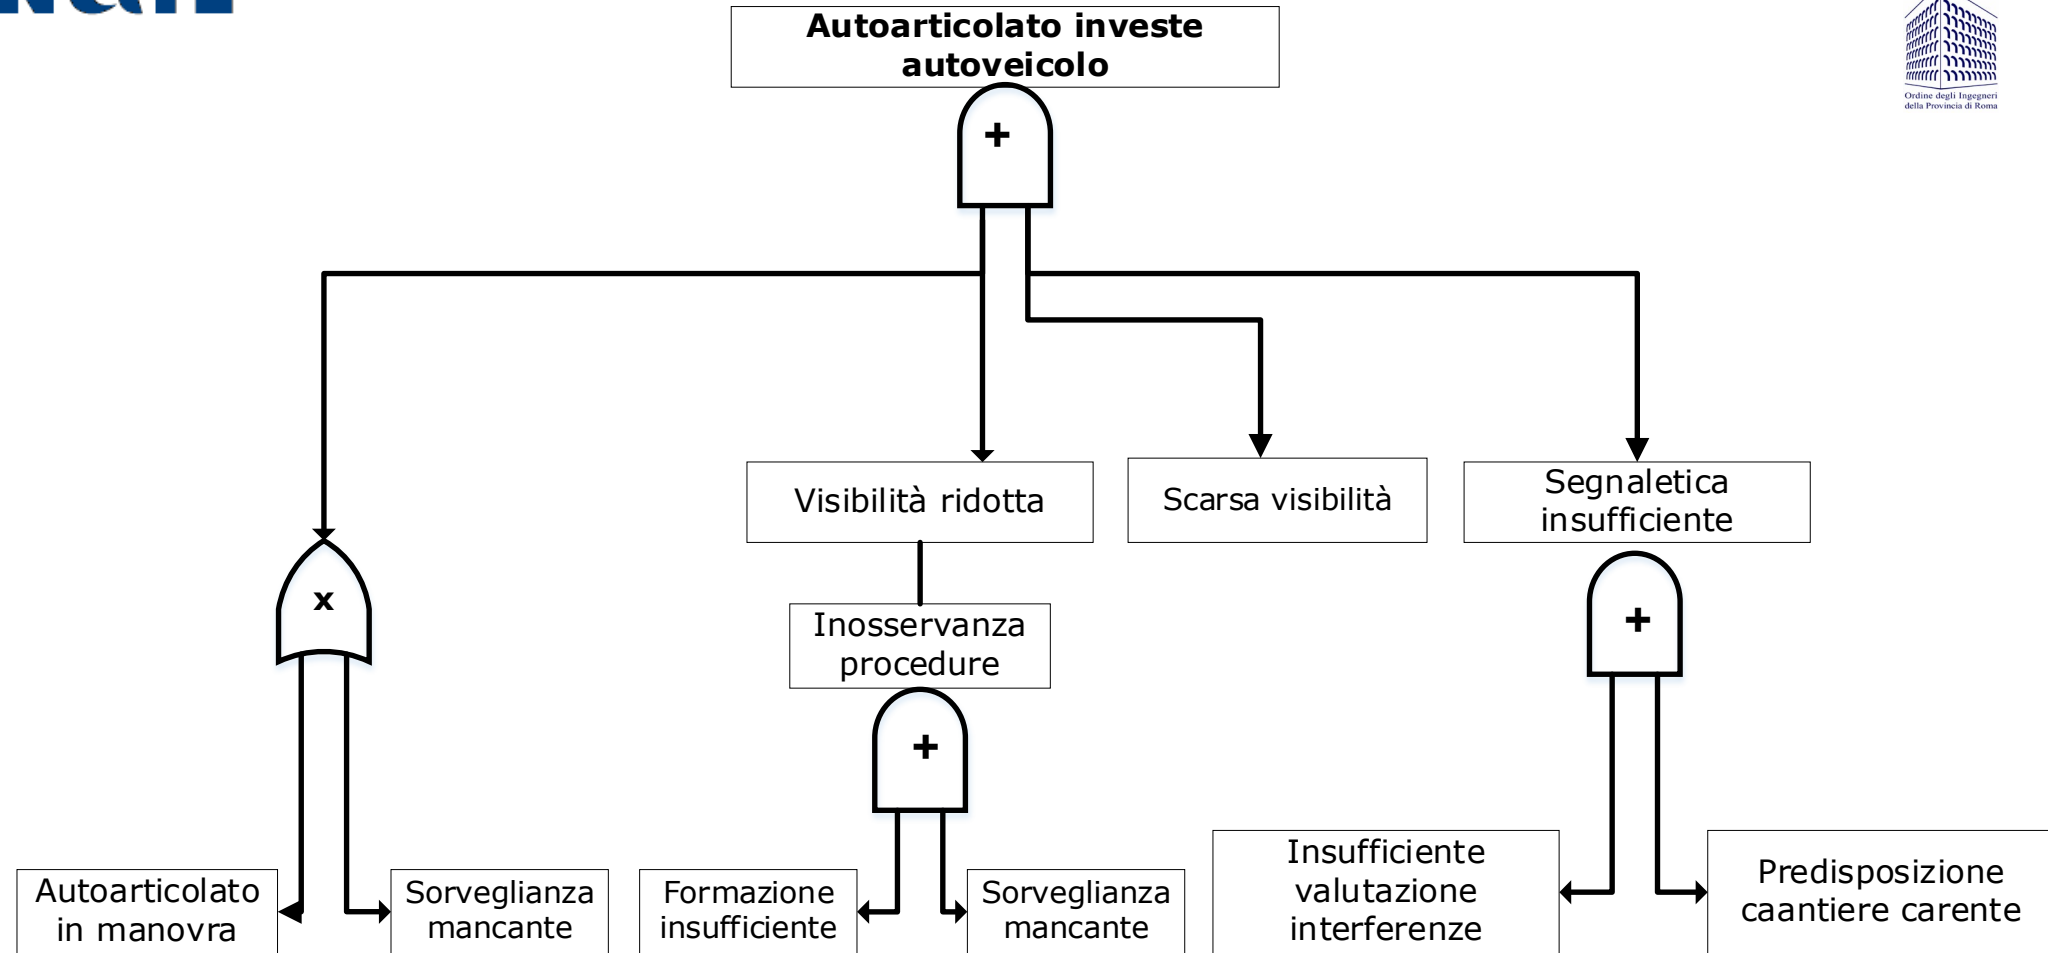 Autoarticolato investe
autoveicolo
Ordine degli Ingegneri
della Provincia di Roma
+
Visibilità ridotta
Scarsa visibilità
Segnaletica
insufficiente
x
Inosservanza
procedure
+
+
Autoarticolato
in manovra
Sorveglianza
mancante
Formazione
insufficiente
Sorveglianza
mancante
Insufficiente
valutazione
interferenze
Predisposizione
caantiere carente